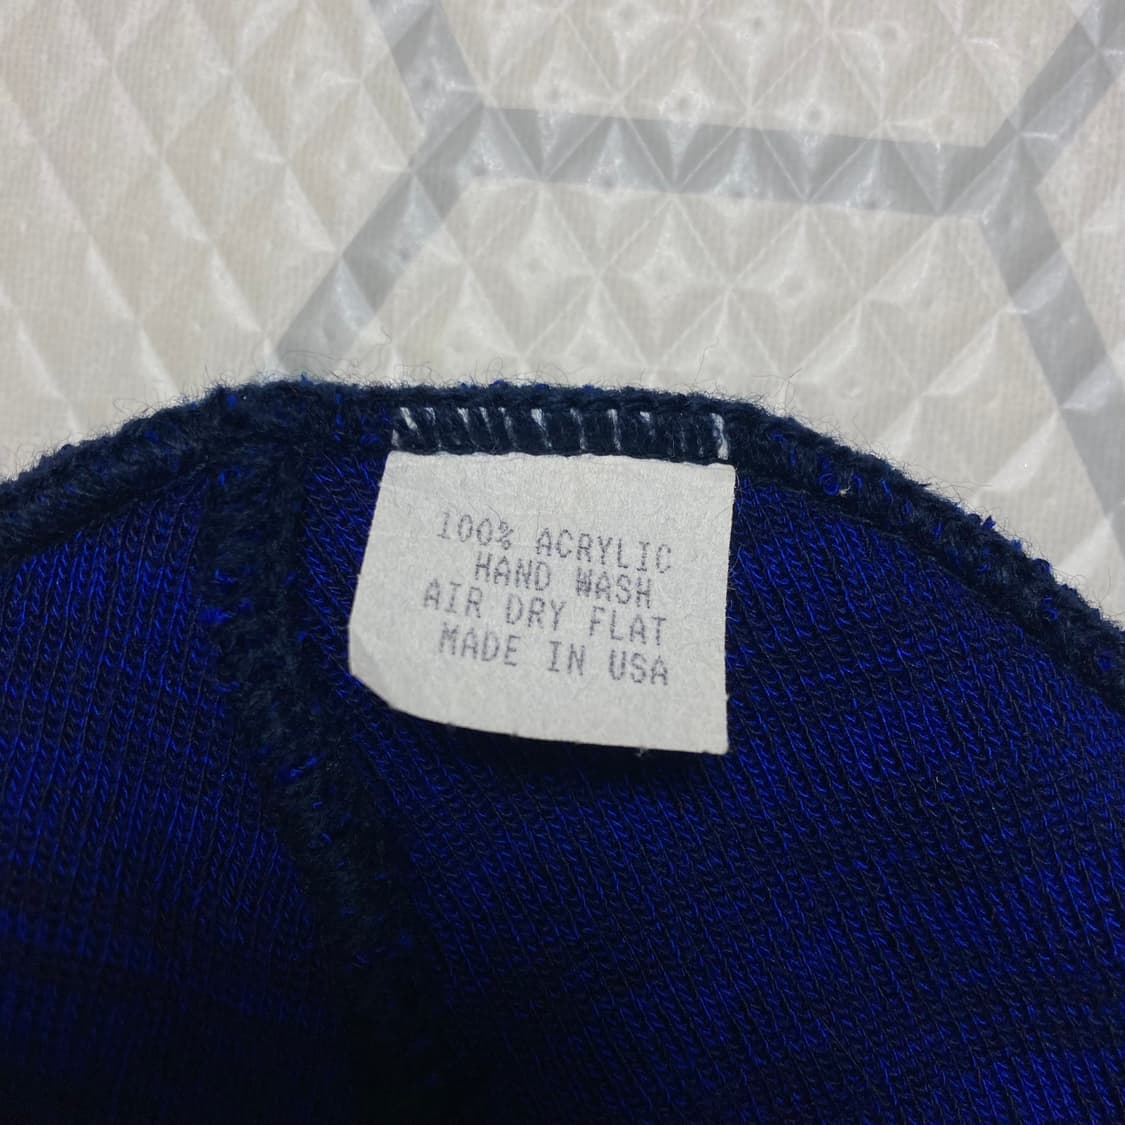 100% ACRYLIC
HAND WASH
AIR DRY FLAT
MADE IN USA